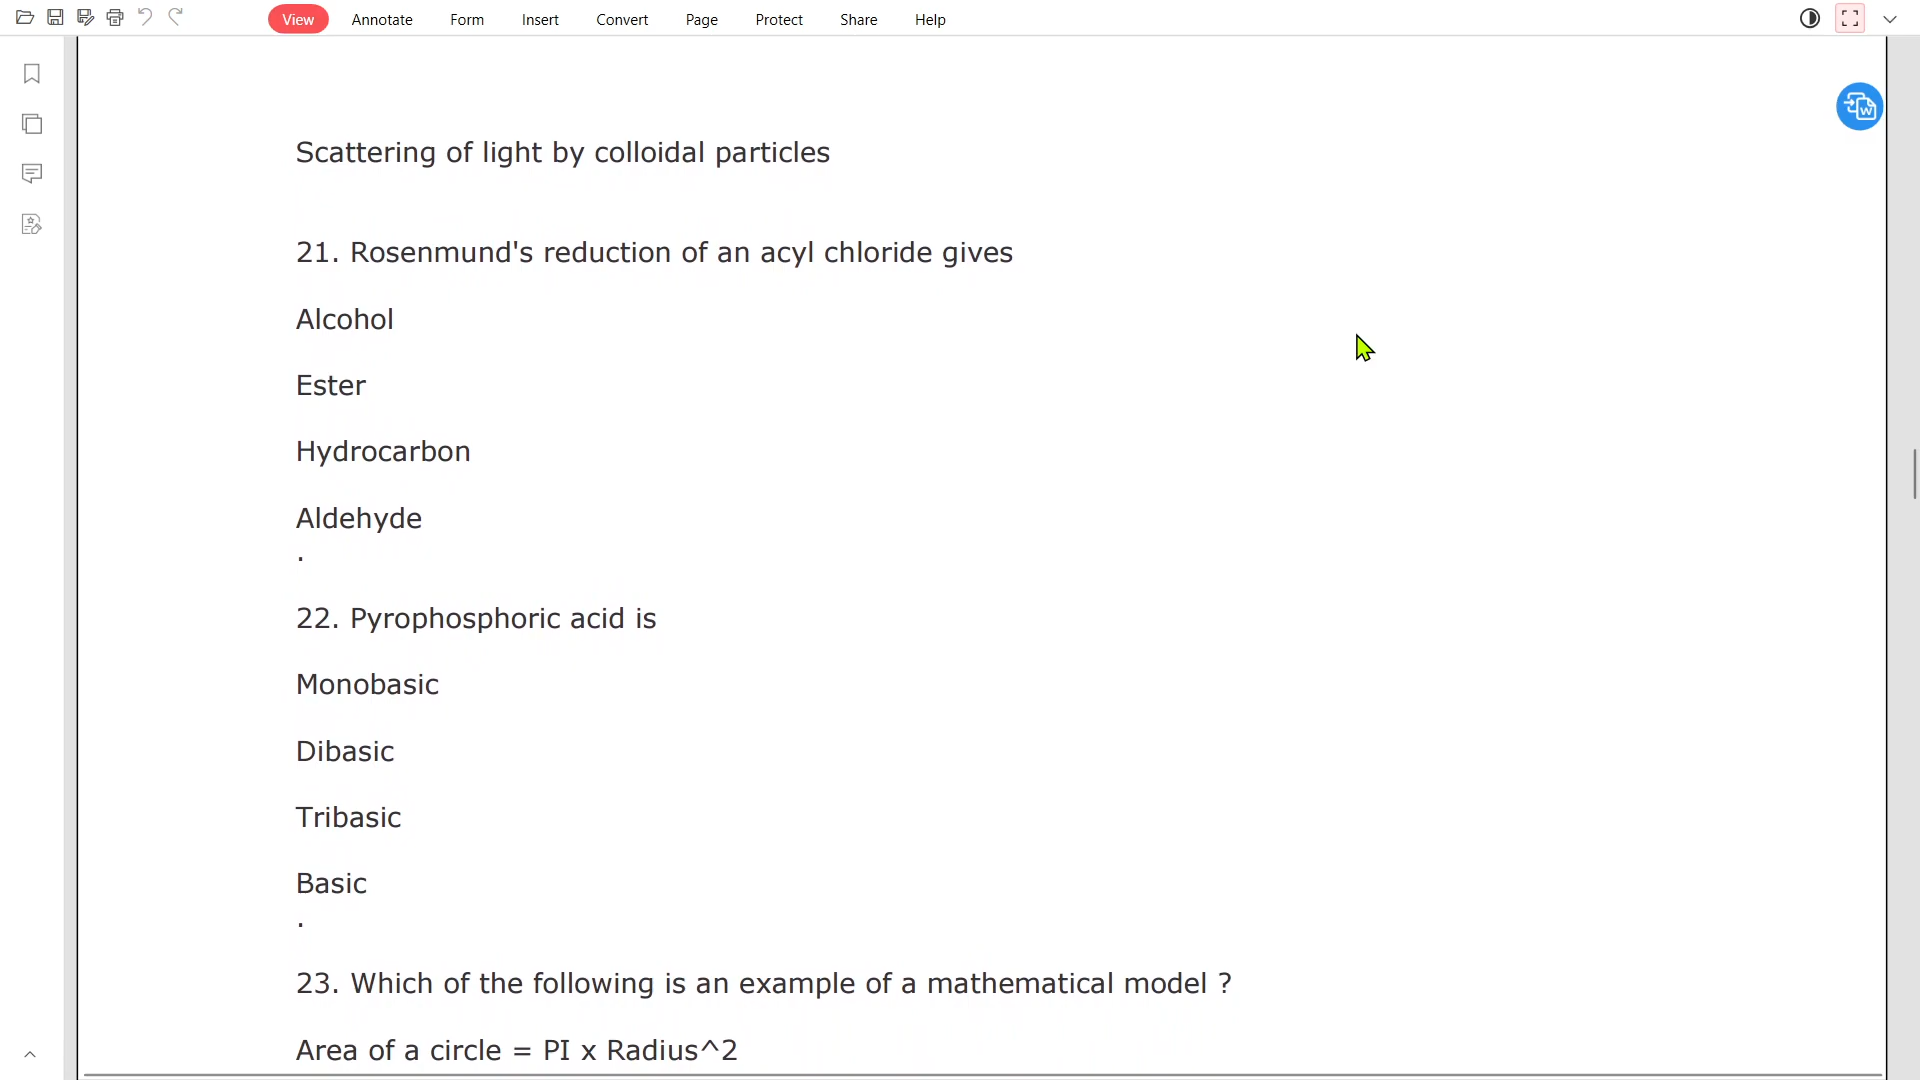 View Annotate Form Insert Convert Page Protect Share Help
W
Scattering of light by colloidal particles
21. Rosenmund's reduction of an acyl chloride gives
Alcohol
Ester
Hydrocarbon
Aldehyde
.
22. Pyrophosphoric acid is
Monobasic
Dibasic
Tribasic
Basic
.
23. Which of the following is an example of a mathematical model ?
Area of a circle = PI x Radius^2